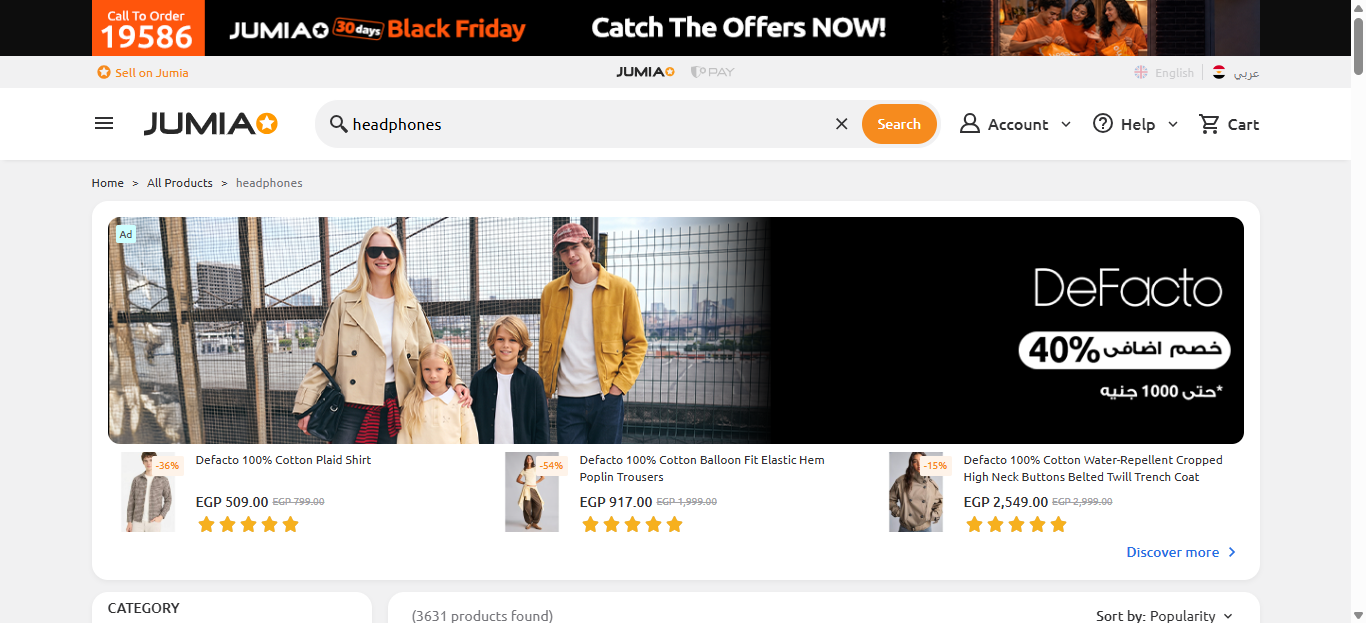 Call To Order
19586
JUMIA 30days Black Friday
Catch The Offers NOW!
Sell on Jumia
JUMIA
PAY
English
عربي
JUMIA
headphones
Search
Account
Help
Cart
Home > All Products > headphones
Ad
DeFacto
خصم اضافى 40%
*حتى 1000 جنيه
-36%
Defacto 100% Cotton Plaid Shirt
EGP 509.00 EGP 799.00
-54%
Defacto 100% Cotton Balloon Fit Elastic Hem
Poplin Trousers
EGP 917.00 EGP 1,999.00
-15%
Defacto 100% Cotton Water-Repellent Cropped
High Neck Buttons Belted Twill Trench Coat
EGP 2,549.00 EGP 2,999.00
Discover more
CATEGORY
(3631 products found)
Sort by: Popularity